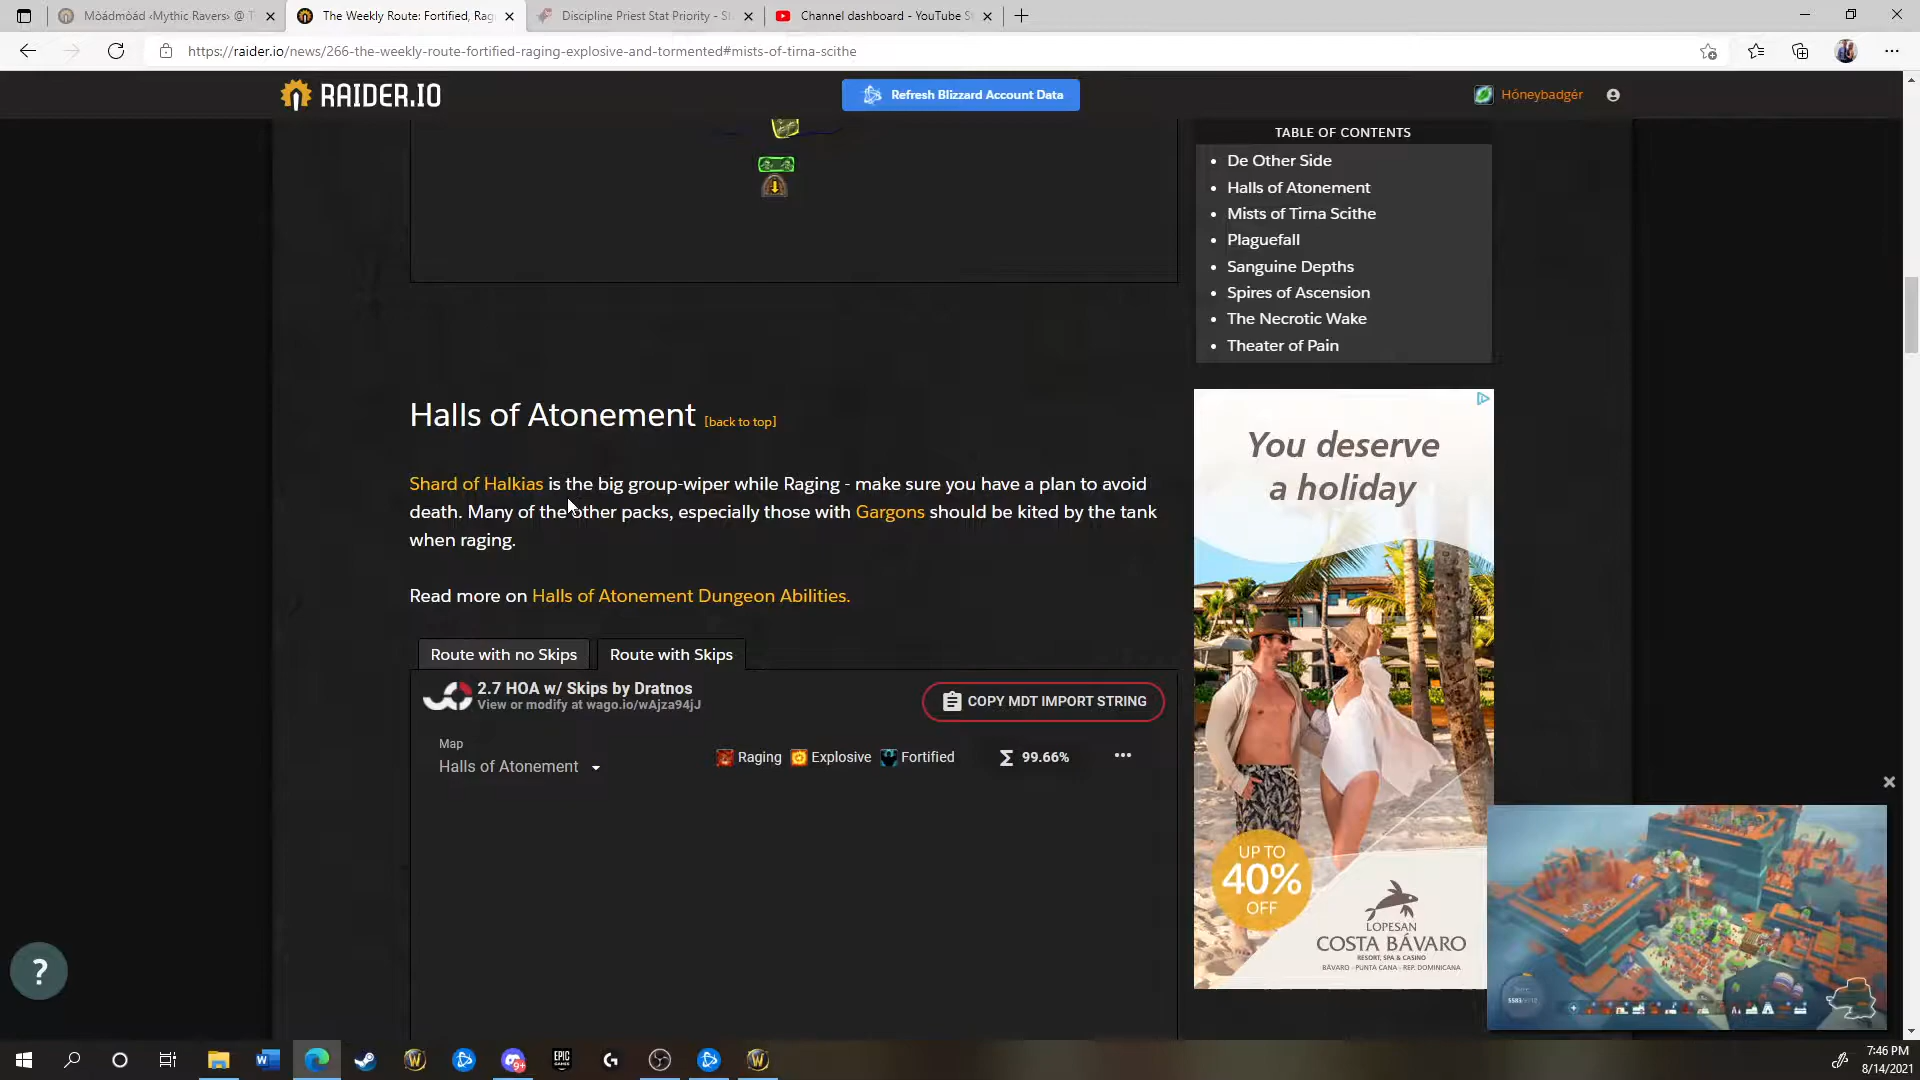 Mòádmòád ‹Mythic Ravers› @ T
The Weekly Route: Fortified, Rag
Discipline Priest Stat Priority - S
Channel dashboard - YouTube S
https://raider.io/news/266-the-weekly-route-fortified-raging-explosive-and-tormented#mists-of-tirna-scithe
RAIDER.IO
Refresh Blizzard Account Data
Hóneybadgér
TABLE OF CONTENTS
• De Other Side
• Halls of Atonement
• Mists of Tirna Scithe
• Plaguefall
• Sanguine Depths
• Spires of Ascension
• The Necrotic Wake
• Theater of Pain
Halls of Atonement [back to top]
Shard of Halkias is the big group-wiper while Raging - make sure you have a plan to avoid
death. Many of the other packs, especially those with Gargons should be kited by the tank
when raging.
Read more on Halls of Atonement Dungeon Abilities.
Route with no Skips
Route with Skips
2.7 HOA w/ Skips by Dratnos
View or modify at wago.io/wAjza94jJ
COPY MDT IMPORT STRING
Map
Halls of Atonement
Raging
Explosive
Fortified
Σ 99.66%
You deserve
a holiday
UP TO
40%
OFF
LOPESAN
COSTA BÁVARO
RESORT, SPA & CASINO
BÁVARO - PUNTA CANA - REP. DOMINICANA
?
W
9+
EPIC
GAMES
7:46 PM
8/14/2021